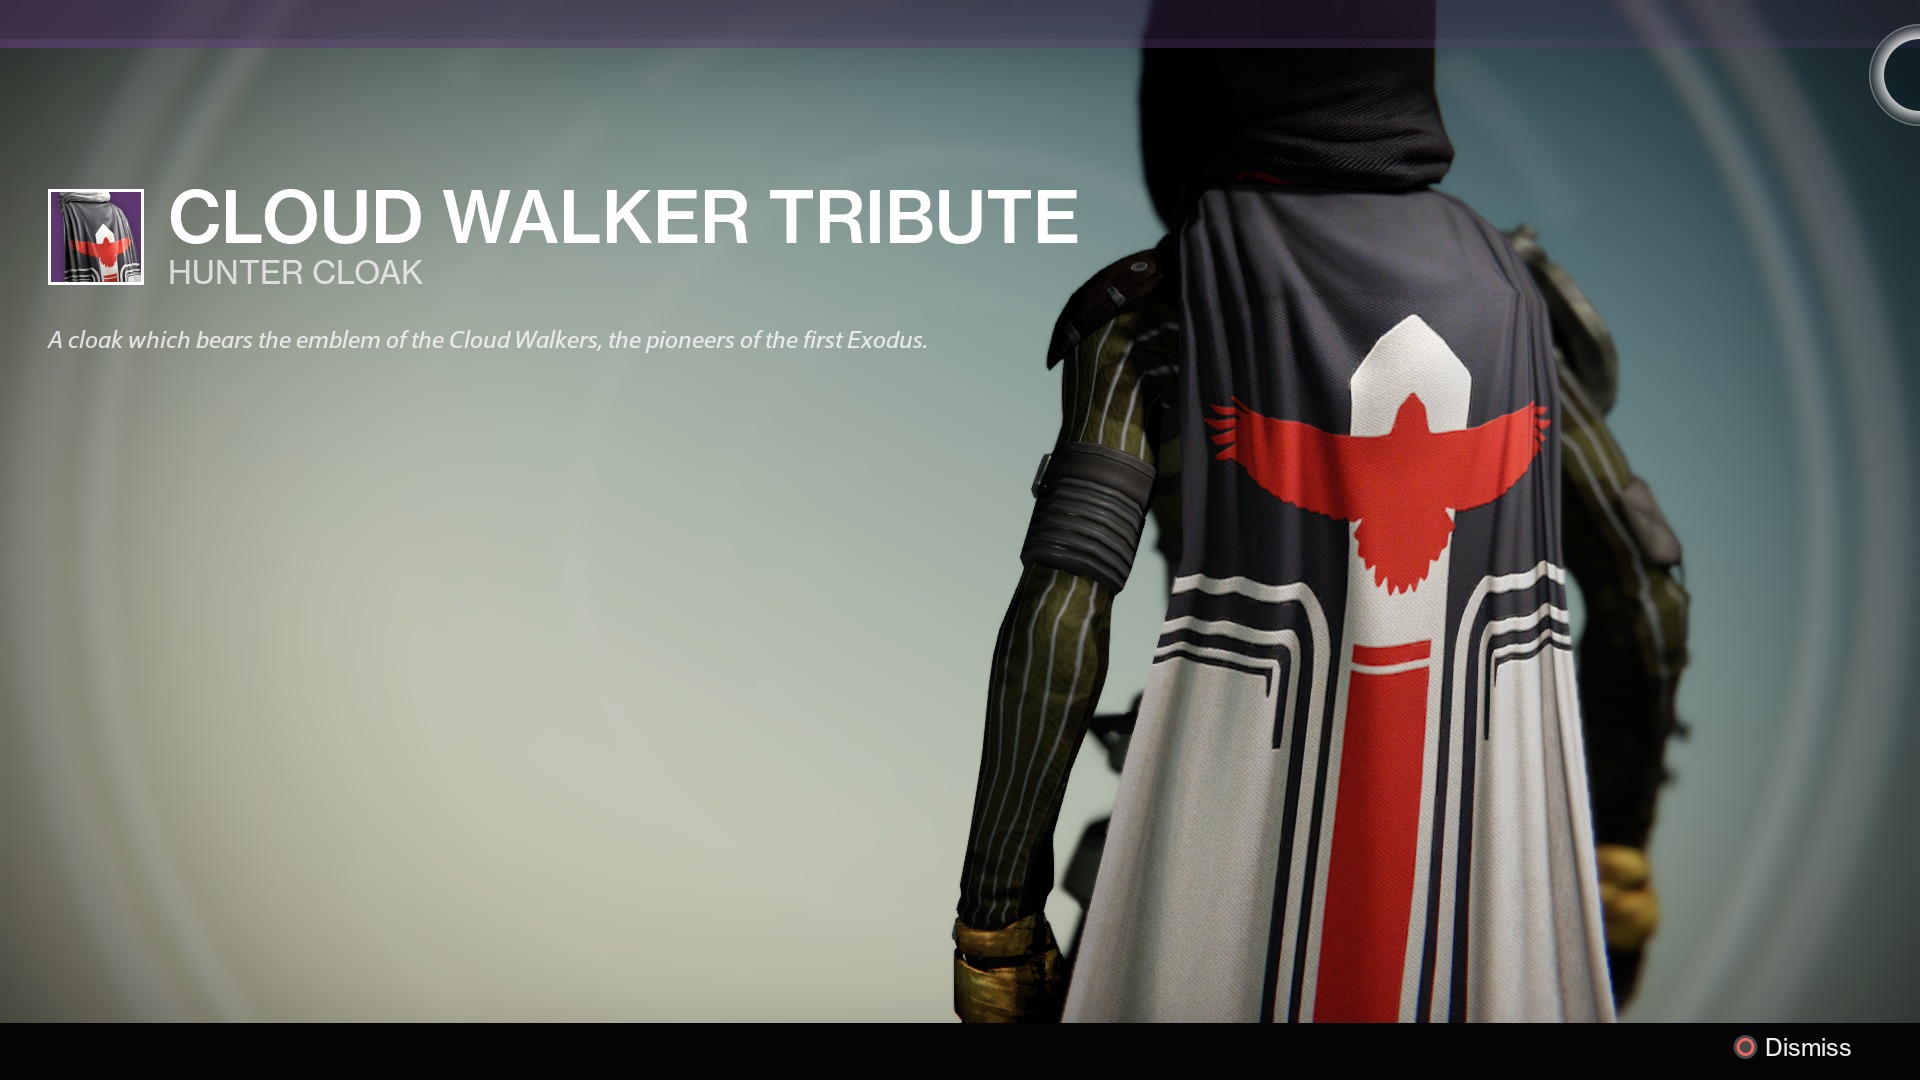 CLOUD WALKER TRIBUTE
HUNTER CLOAK
A cloak which bears the emblem of the Cloud Walkers, the pioneers of the first Exodus.
Dismiss